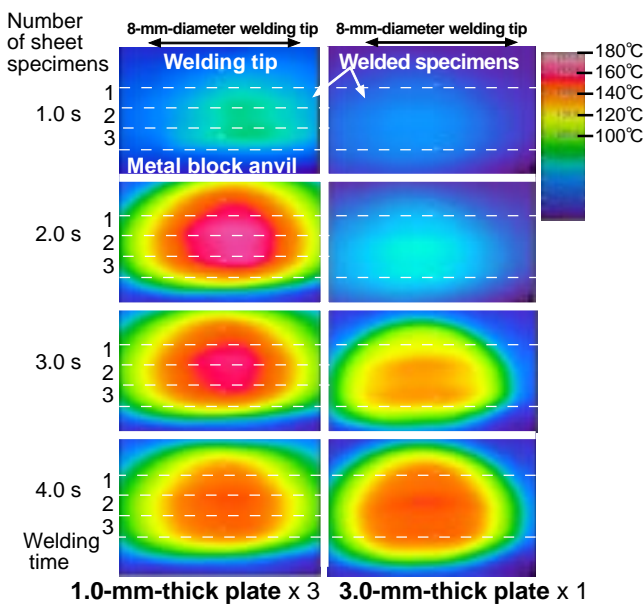 Number
of sheet
specimens
8-mm-diameter welding tip
8-mm-diameter welding tip
Welding tip
Welded specimens
180℃
160℃
140℃
120℃
100℃
1.0 s
1
2
3
Metal block anvil
2.0 s
1
2
3
3.0 s
1
2
3
4.0 s
1
2
3
Welding
time
1.0-mm-thick plate x 3
3.0-mm-thick plate x 1